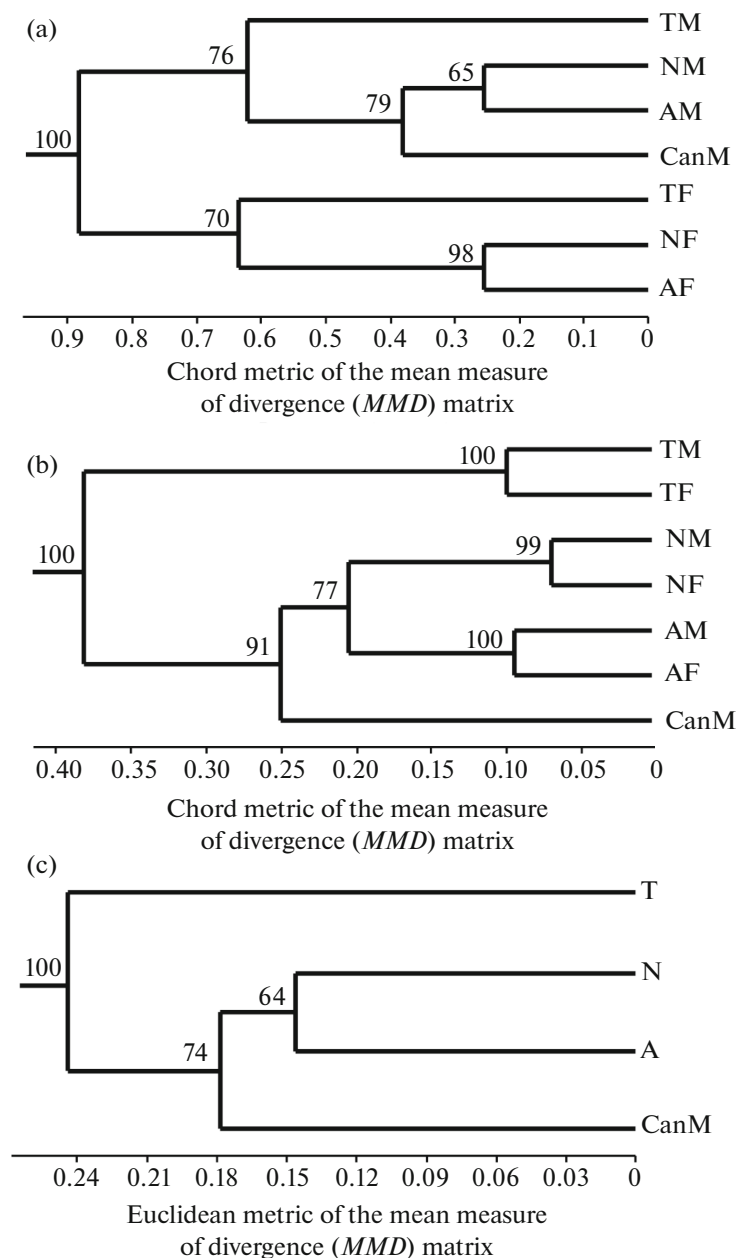 (a)
TM
76
NM
65
79
AM
100
CanM
TF
70
NF
98
AF
0.9 0.8 0.7 0.6 0.5 0.4 0.3 0.2 0.1 0
Chord metric of the mean measure
of divergence (MMD) matrix
(b)
TM
100
TF
NM
99
100
NF
77
AM
100
91
AF
CanM
0.40 0.35 0.30 0.25 0.20 0.15 0.10 0.05 0
Chord metric of the mean measure
of divergence (MMD) matrix
(c)
T
100
N
64
A
74
CanM
0.24 0.21 0.18 0.15 0.12 0.09 0.06 0.03 0
Euclidean metric of the mean measure
of divergence (MMD) matrix